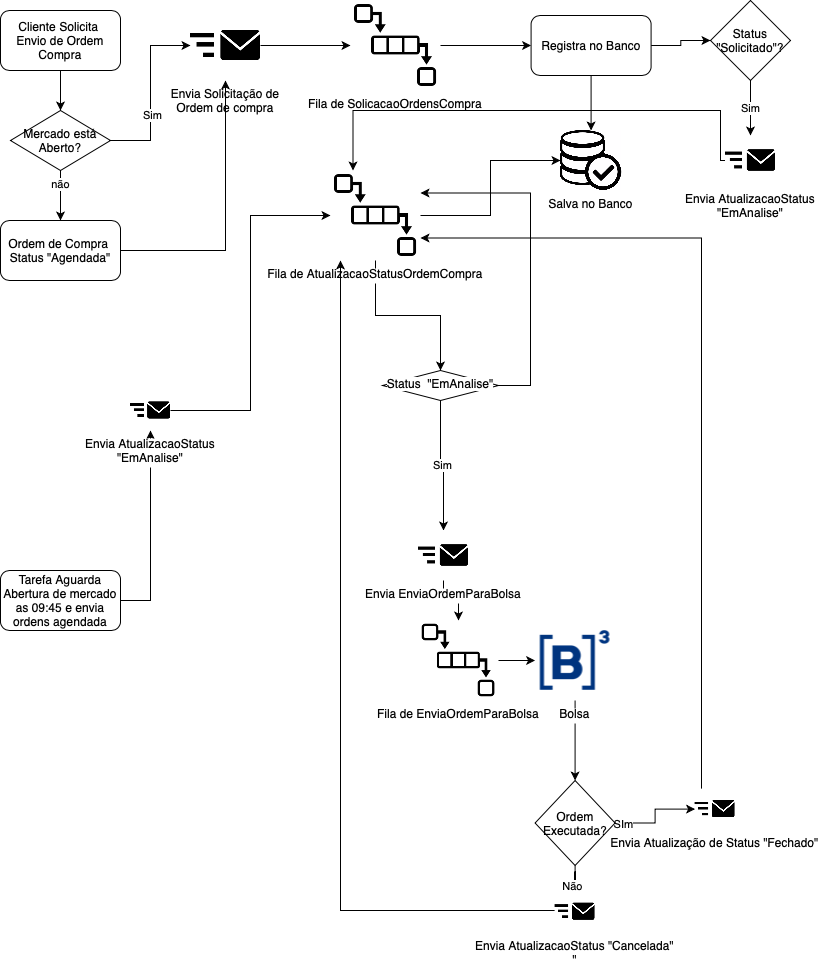 Cliente Solicita
Envio de Ordem
Compra
Mercado está
Aberto?
Sim
não
Ordem de Compra
Status "Agendada"
Envia Solicitação de
Ordem de compra
Fila de SolicacaoOrdensCompra
Registra no Banco
Status
"Solicitado"?
Sim
Envia AtualizacaoStatus
"EmAnalise"
Salva no Banco
Fila de AtualizacaoStatusOrdemCompra
Status "EmAnalise"
Sim
Envia AtualizacaoStatus
"EmAnalise"
Tarefa Aguarda
Abertura de mercado
as 09:45 e envia
ordens agendada
Envia EnviaOrdemParaBolsa
Fila de EnviaOrdemParaBolsa
[B]³
Bolsa
Ordem
Executada?
SIm
Envia Atualização de Status "Fechado"
Não
Envia AtualizacaoStatus "Cancelada"
"